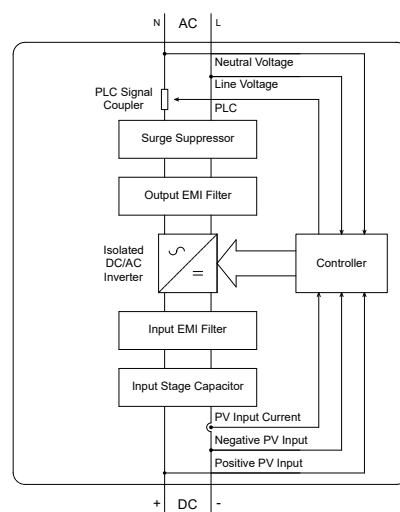 N AC L
Neutral Voltage
Line Voltage
PLC Signal
Coupler
PLC
Surge Suppressor
Output EMI Filter
Isolated
DC/AC
Inverter
Controller
Input EMI Filter
Input Stage Capacitor
PV Input Current
Negative PV Input
Positive PV Input
+ DC -